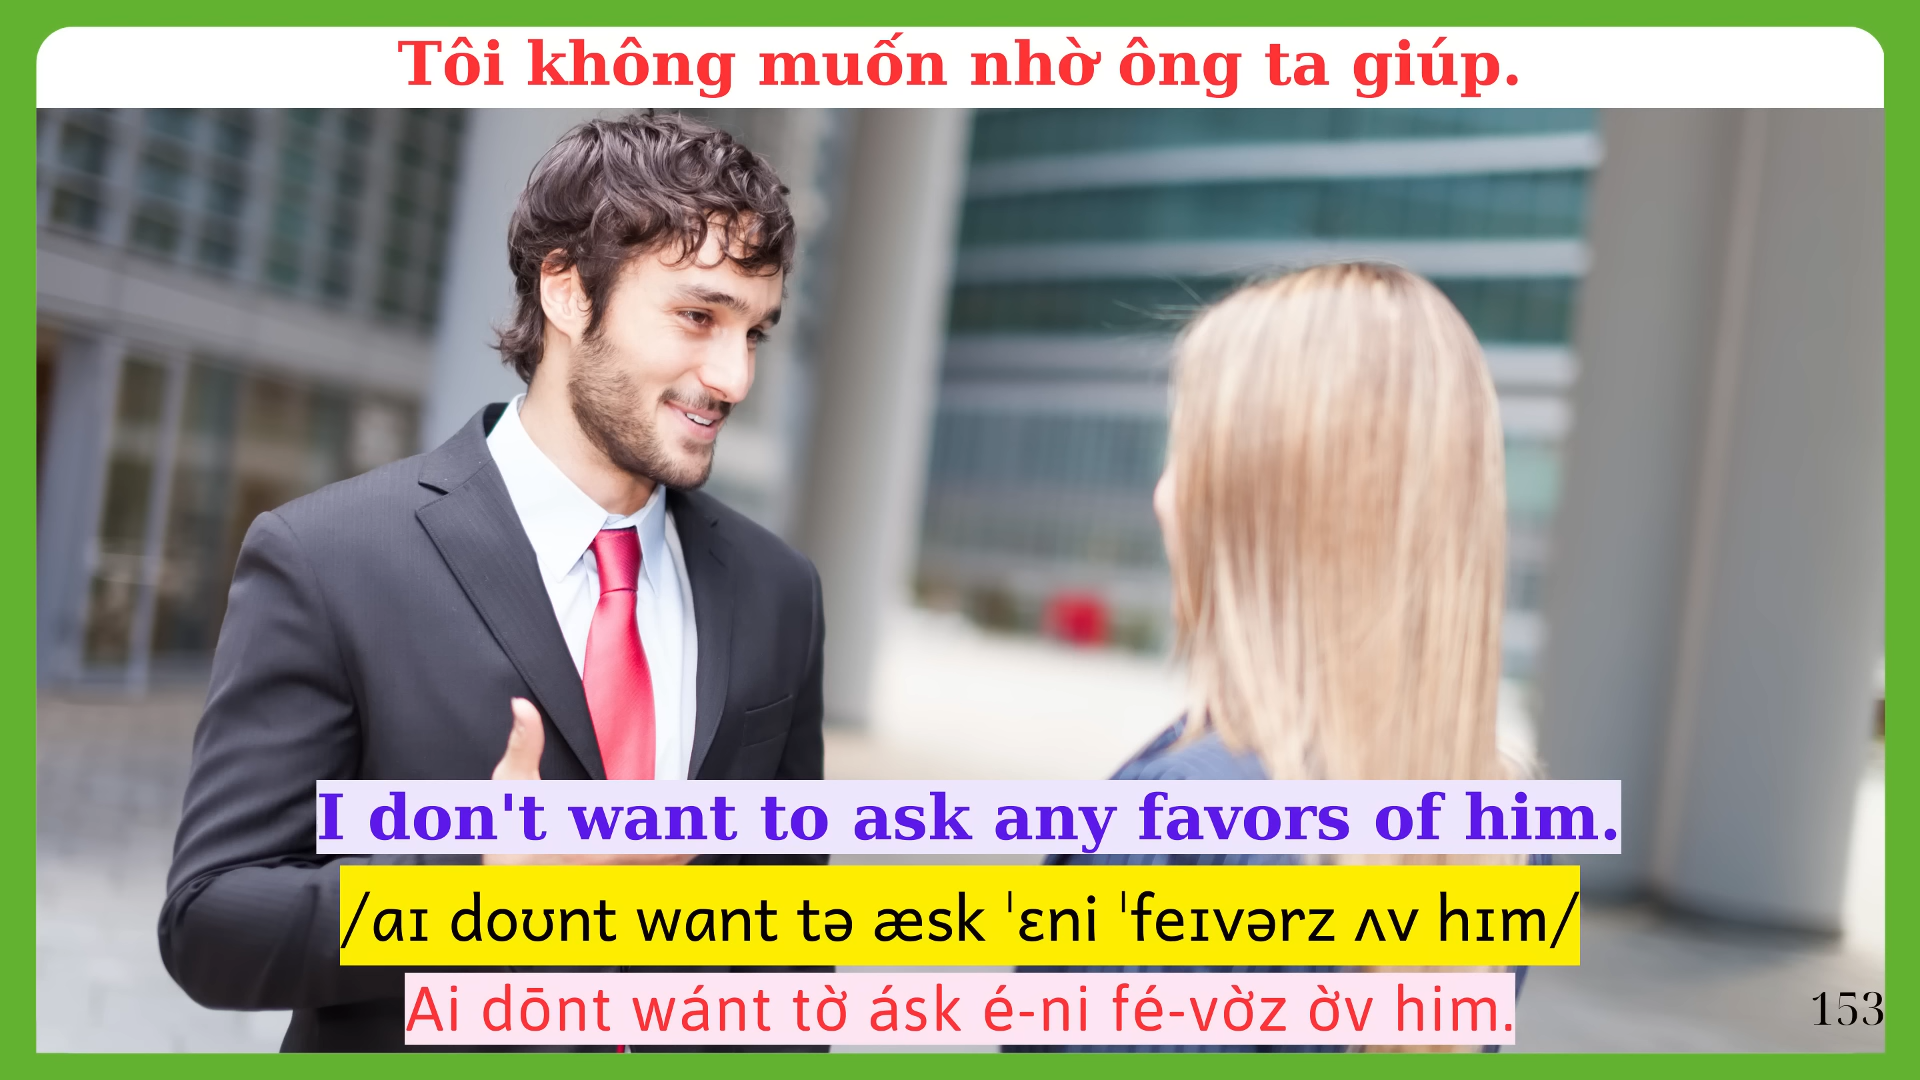 Tôi không muốn nhờ ông ta giúp.
I don't want to ask any favors of him.
/aɪ doʊnt wɑnt tə æsk ˈɛni ˈfeɪvərz ʌv hɪm/
Ai dōnt wánt tờ ásk é-ni fé-vờz ờv him.
153